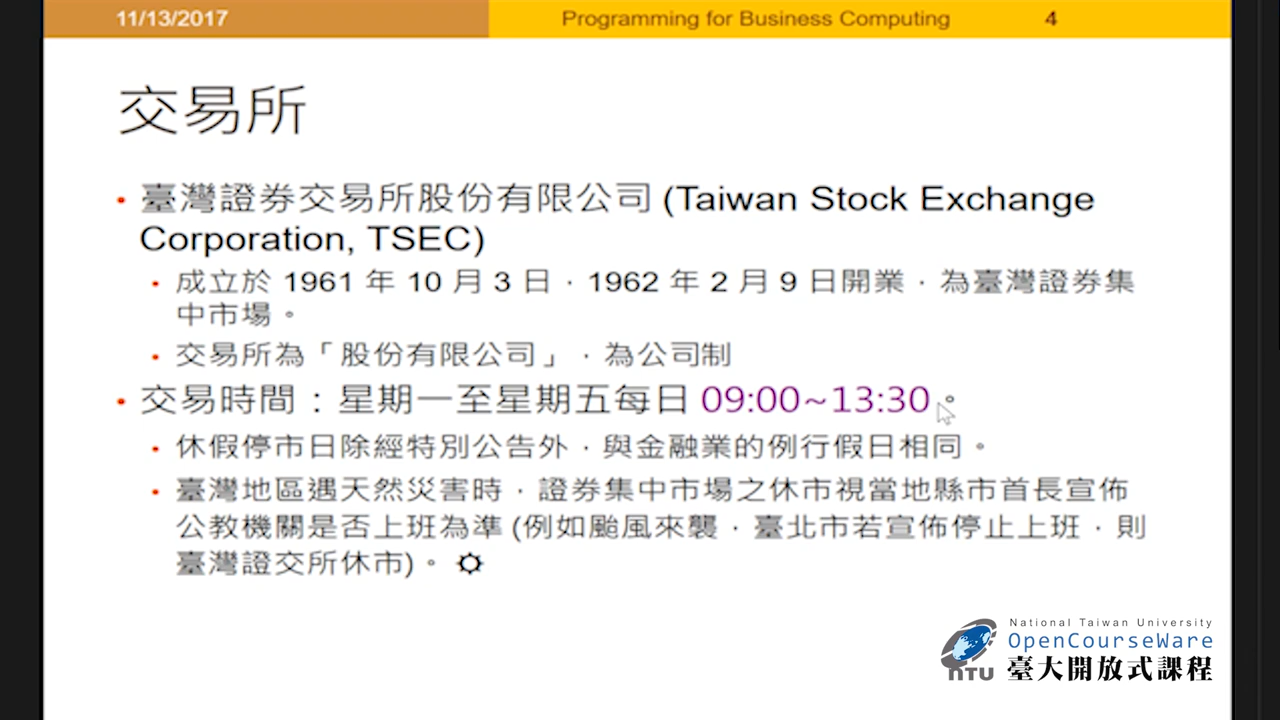 11/13/2017 Programming for Business Computing 4
交易所
• 臺灣證券交易所股份有限公司 (Taiwan Stock Exchange
Corporation, TSEC)
• 成立於 1961 年 10 月 3 日，1962 年 2 月 9 日開業，為臺灣證券集
中市場。
• 交易所為「股份有限公司」，為公司制
• 交易時間：星期一至星期五每日 09:00~13:30。
• 休假停市日除經特別公告外，與金融業的例行假日相同。
• 臺灣地區遇天然災害時，證券集中市場之休市視當地縣市首長宣佈
公教機關是否上班為準 (例如颱風來襲，臺北市若宣佈停止上班，則
臺灣證交所休市)。
National Taiwan University
OpenCourseWare
NTU 臺大開放式課程